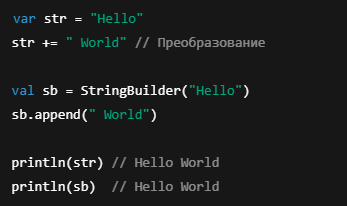 var str = "Hello"
str += " World" // Преобразование
val sb = StringBuilder("Hello")
sb.append(" World")
println(str) // Hello World
println(sb)  // Hello World